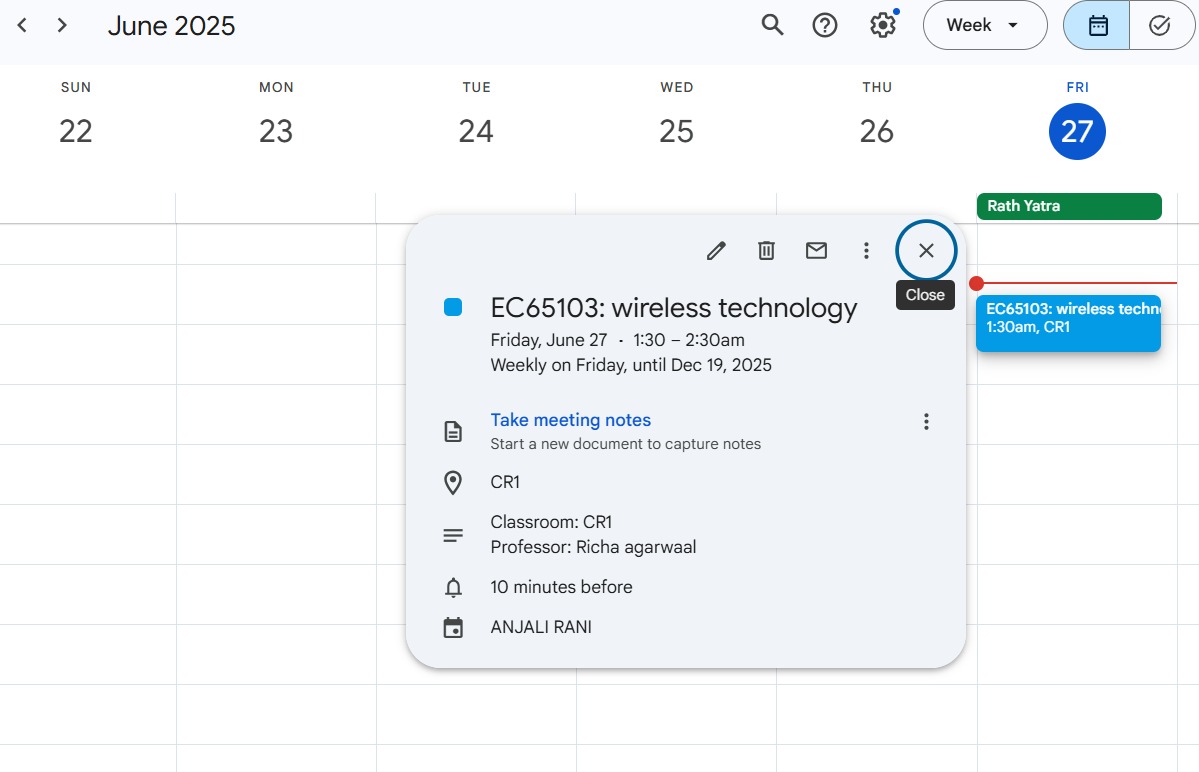 June 2025
Week
SUN
MON
TUE
WED
THU
FRI
22
23
24
25
26
27
Rath Yatra
Close
EC65103: wireless technology
Friday, June 27 · 1:30 – 2:30am
Weekly on Friday, until Dec 19, 2025
Take meeting notes
Start a new document to capture notes
CR1
Classroom: CR1
Professor: Richa agarwaal
10 minutes before
ANJALI RANI
EC65103: wireless techn
1:30am, CR1